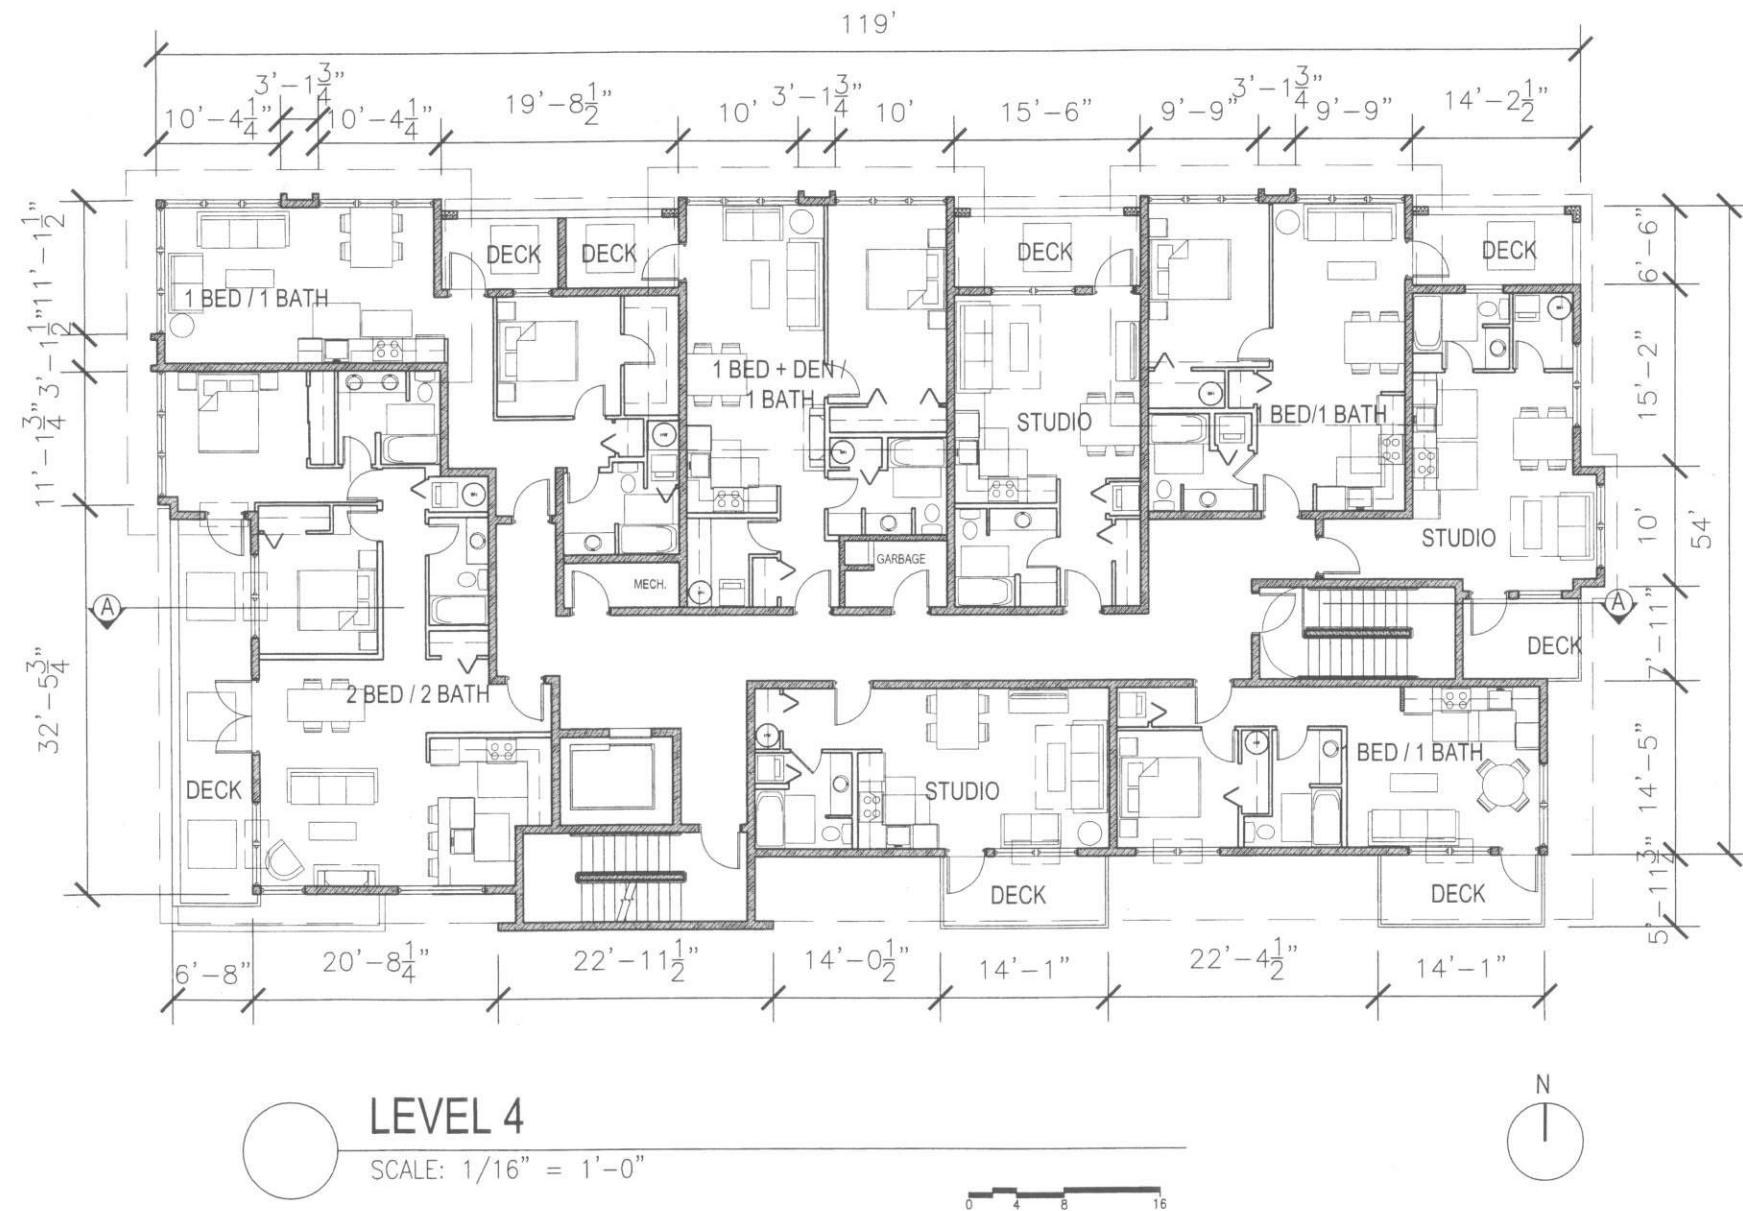 119'
3'-1 3/4"
3'-1 3/4"
3'-1 3/4"
10'-4 1/4"
10'-4 1/4"
19'-8 1/2"
10'
10'
15'-6"
9'-9"
9'-9"
14'-2 1/2"
11'-1 1/2"
3'-1 1/2"
11'-1 3/4"
32'-5 3/4"
6'-6"
15'-2"
10'
54'
7'-11"
14'-5"
5'-11 3/4"
DECK
DECK
DECK
DECK
1 BED / 1 BATH
1 BED + DEN /
1 BATH
STUDIO
1 BED/1 BATH
STUDIO
GARBAGE
MECH.
A
A
DECK
2 BED / 2 BATH
DECK
STUDIO
BED / 1 BATH
DECK
DECK
6'-8"
20'-8 1/4"
22'-11 1/2"
14'-0 1/2"
14'-1"
22'-4 1/2"
14'-1"
LEVEL 4
SCALE: 1/16" = 1'-0"
0 4 8 16
N